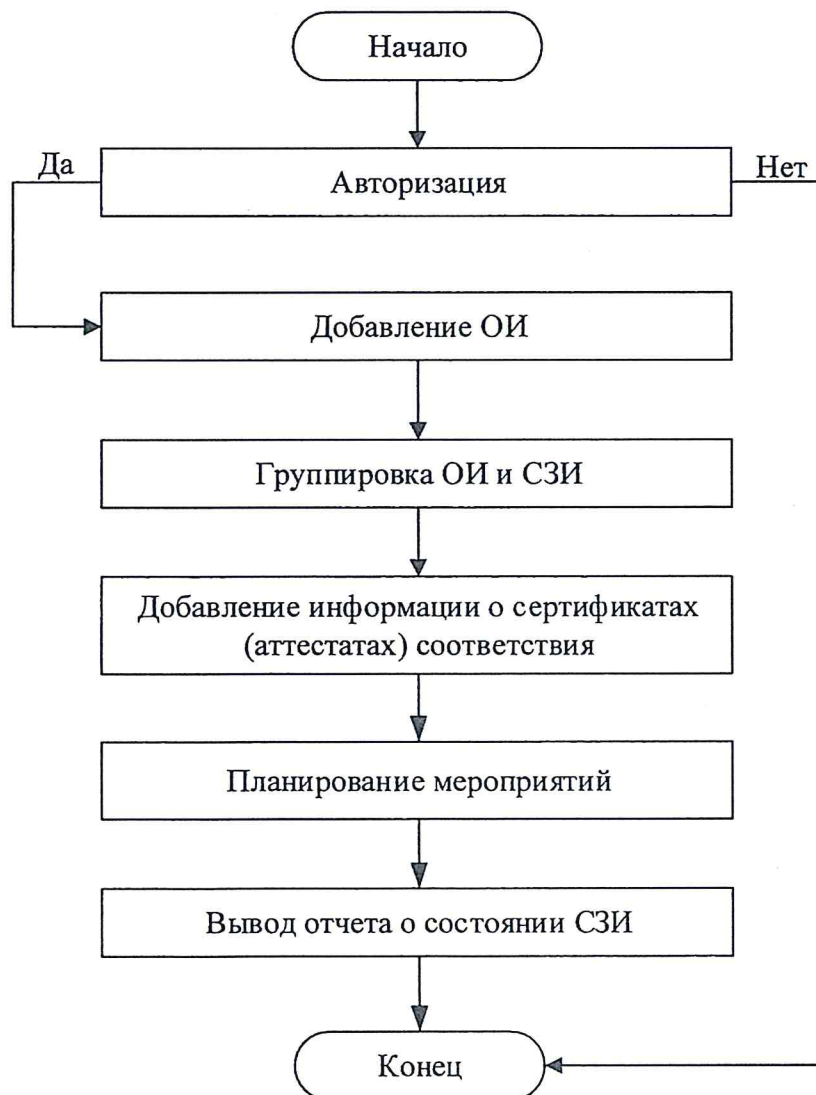 Начало
Да
Авторизация
Нет
Добавление ОИ
Группировка ОИ и СЗИ
Добавление информации о сертификатах
(аттестатах) соответствия
Планирование мероприятий
Вывод отчета о состоянии СЗИ
Конец